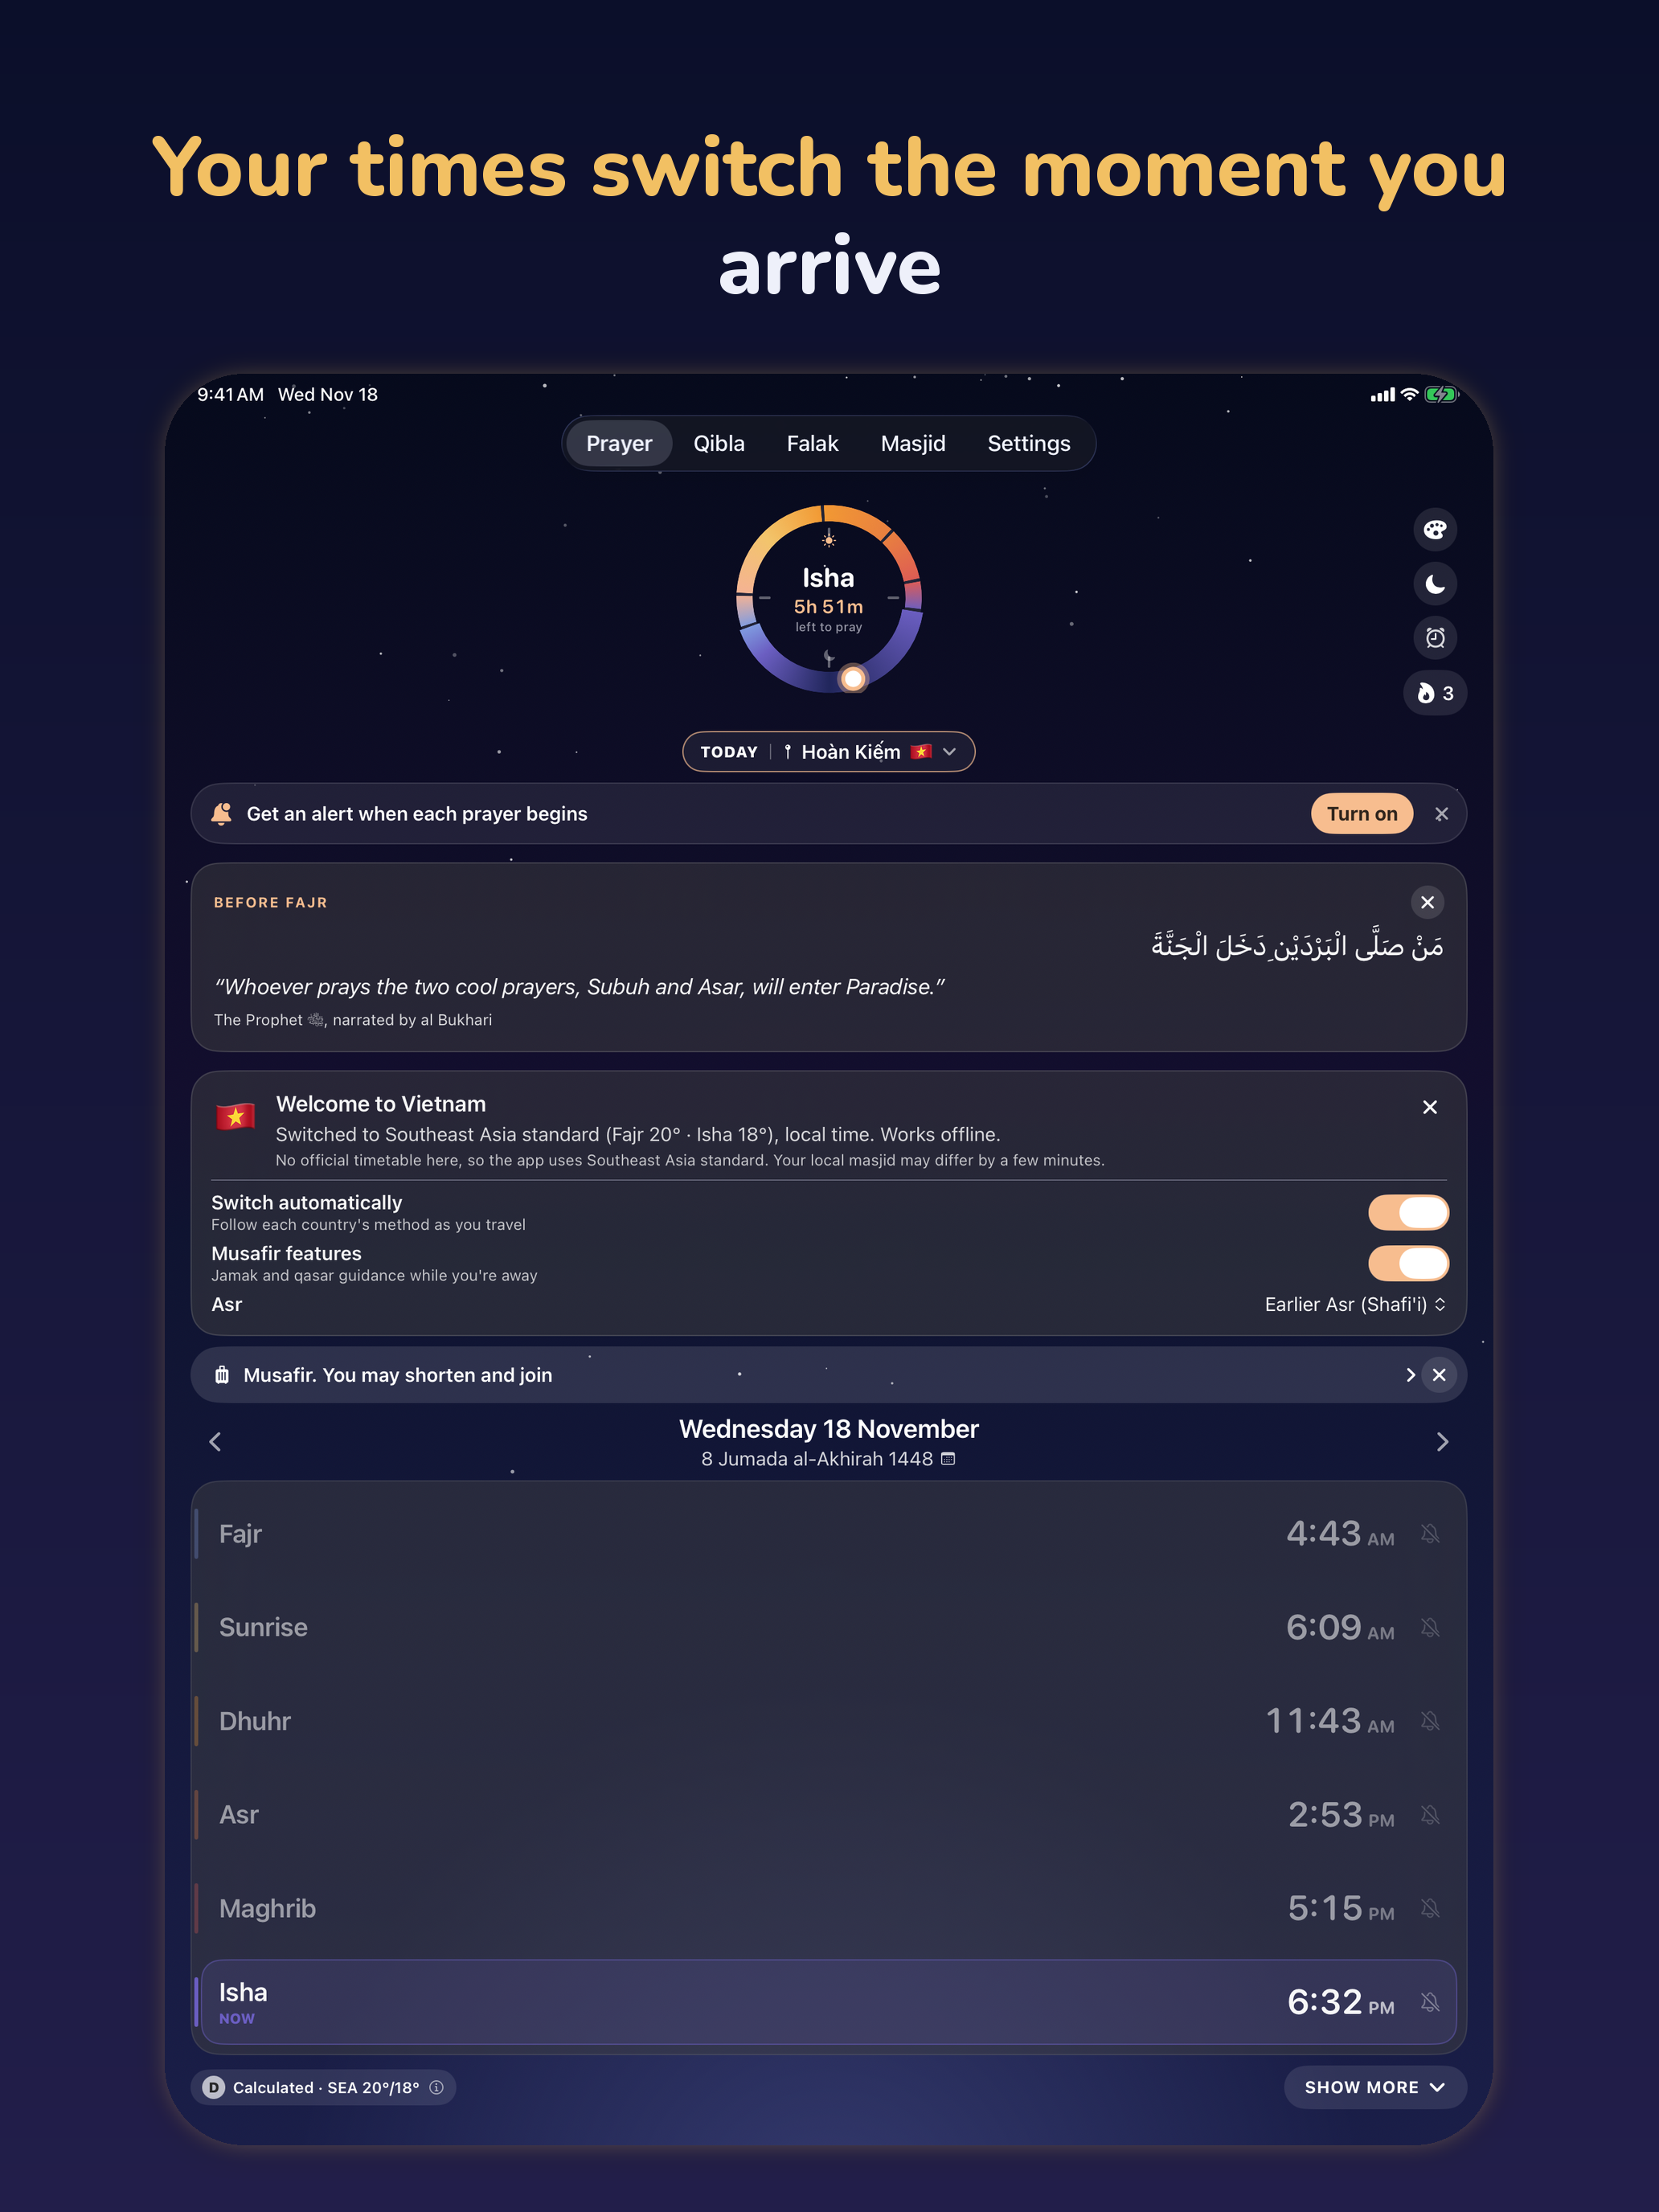 Your times switch the moment you
arrive
9:41 AM Wed Nov 18
Prayer Qibla Falak Masjid Settings
Isha
5h 51m
left to pray
3
TODAY | Hoàn Kiếm
Get an alert when each prayer begins Turn on
BEFORE FAJR
مَنْ صَلَّى الْبَرْدَيْنِ دَخَلَ الْجَنَّةَ
“Whoever prays the two cool prayers, Subuh and Asar, will enter Paradise.”
The Prophet ﷺ, narrated by al Bukhari
Welcome to Vietnam
Switched to Southeast Asia standard (Fajr 20° · Isha 18°), local time. Works offline.
No official timetable here, so the app uses Southeast Asia standard. Your local masjid may differ by a few minutes.
Switch automatically
Follow each country's method as you travel
Musafir features
Jamak and qasar guidance while you're away
Asr Earlier Asr (Shafi'i)
Musafir. You may shorten and join
Wednesday 18 November
8 Jumada al-Akhirah 1448
Fajr 4:43 AM
Sunrise 6:09 AM
Dhuhr 11:43 AM
Asr 2:53 PM
Maghrib 5:15 PM
Isha 6:32 PM
NOW
D Calculated · SEA 20°/18° SHOW MORE